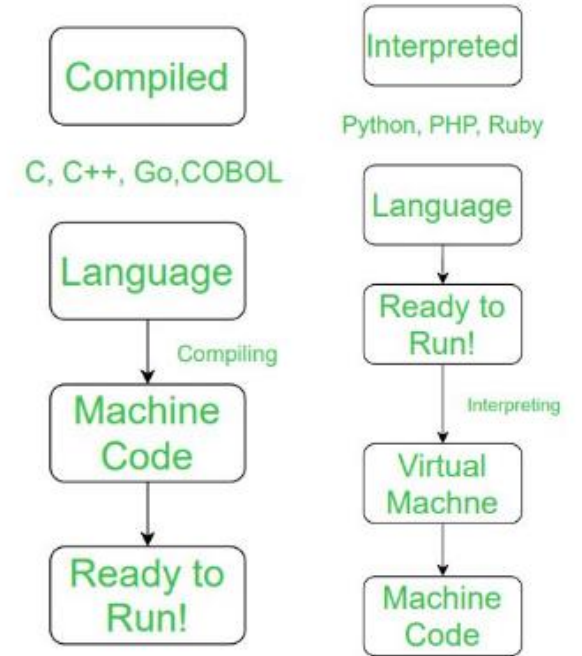 Compiled
C, C++, Go,COBOL
Language
Compiling
Machine
Code
Ready to
Run!
Interpreted
Python, PHP, Ruby
Language
Ready to
Run!
Interpreting
Virtual
Machne
Machine
Code